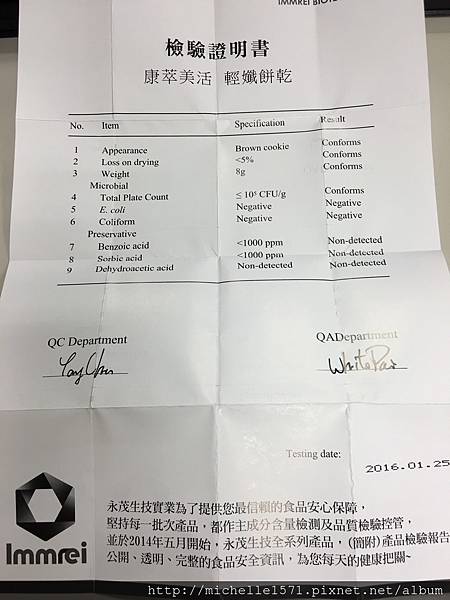 IMMREI BIOTE
檢驗證明書
康萃美活 輕孅餅乾
No. Item Specification Result
1 Appearance Brown cookie Conforms
2 Loss on drying <5% Conforms
3 Weight 8g Conforms
Microbial
4 Total Plate Count ≤ 10⁵ CFU/g Conforms
5 E. coli Negative Negative
6 Coliform Negative Negative
Preservative
7 Benzoic acid <1000 ppm Non-detected
8 Sorbic acid <1000 ppm Non-detected
9 Dehydroacetic acid Non-detected Non-detected
QC Department QADepartment
Testing date: 2016.01.25
永茂生技實業為了提供您最信賴的食品安心保障，
堅持每一批次產品，都作主成分含量檢測及品質檢驗控管，
並於2014年五月開始，永茂生技全系列產品，(簡附)產品檢驗報告
公開、透明、完整的食品安全資訊，為您每天的健康把關~
Immrei
http://michelle1571.pixnet.net/album